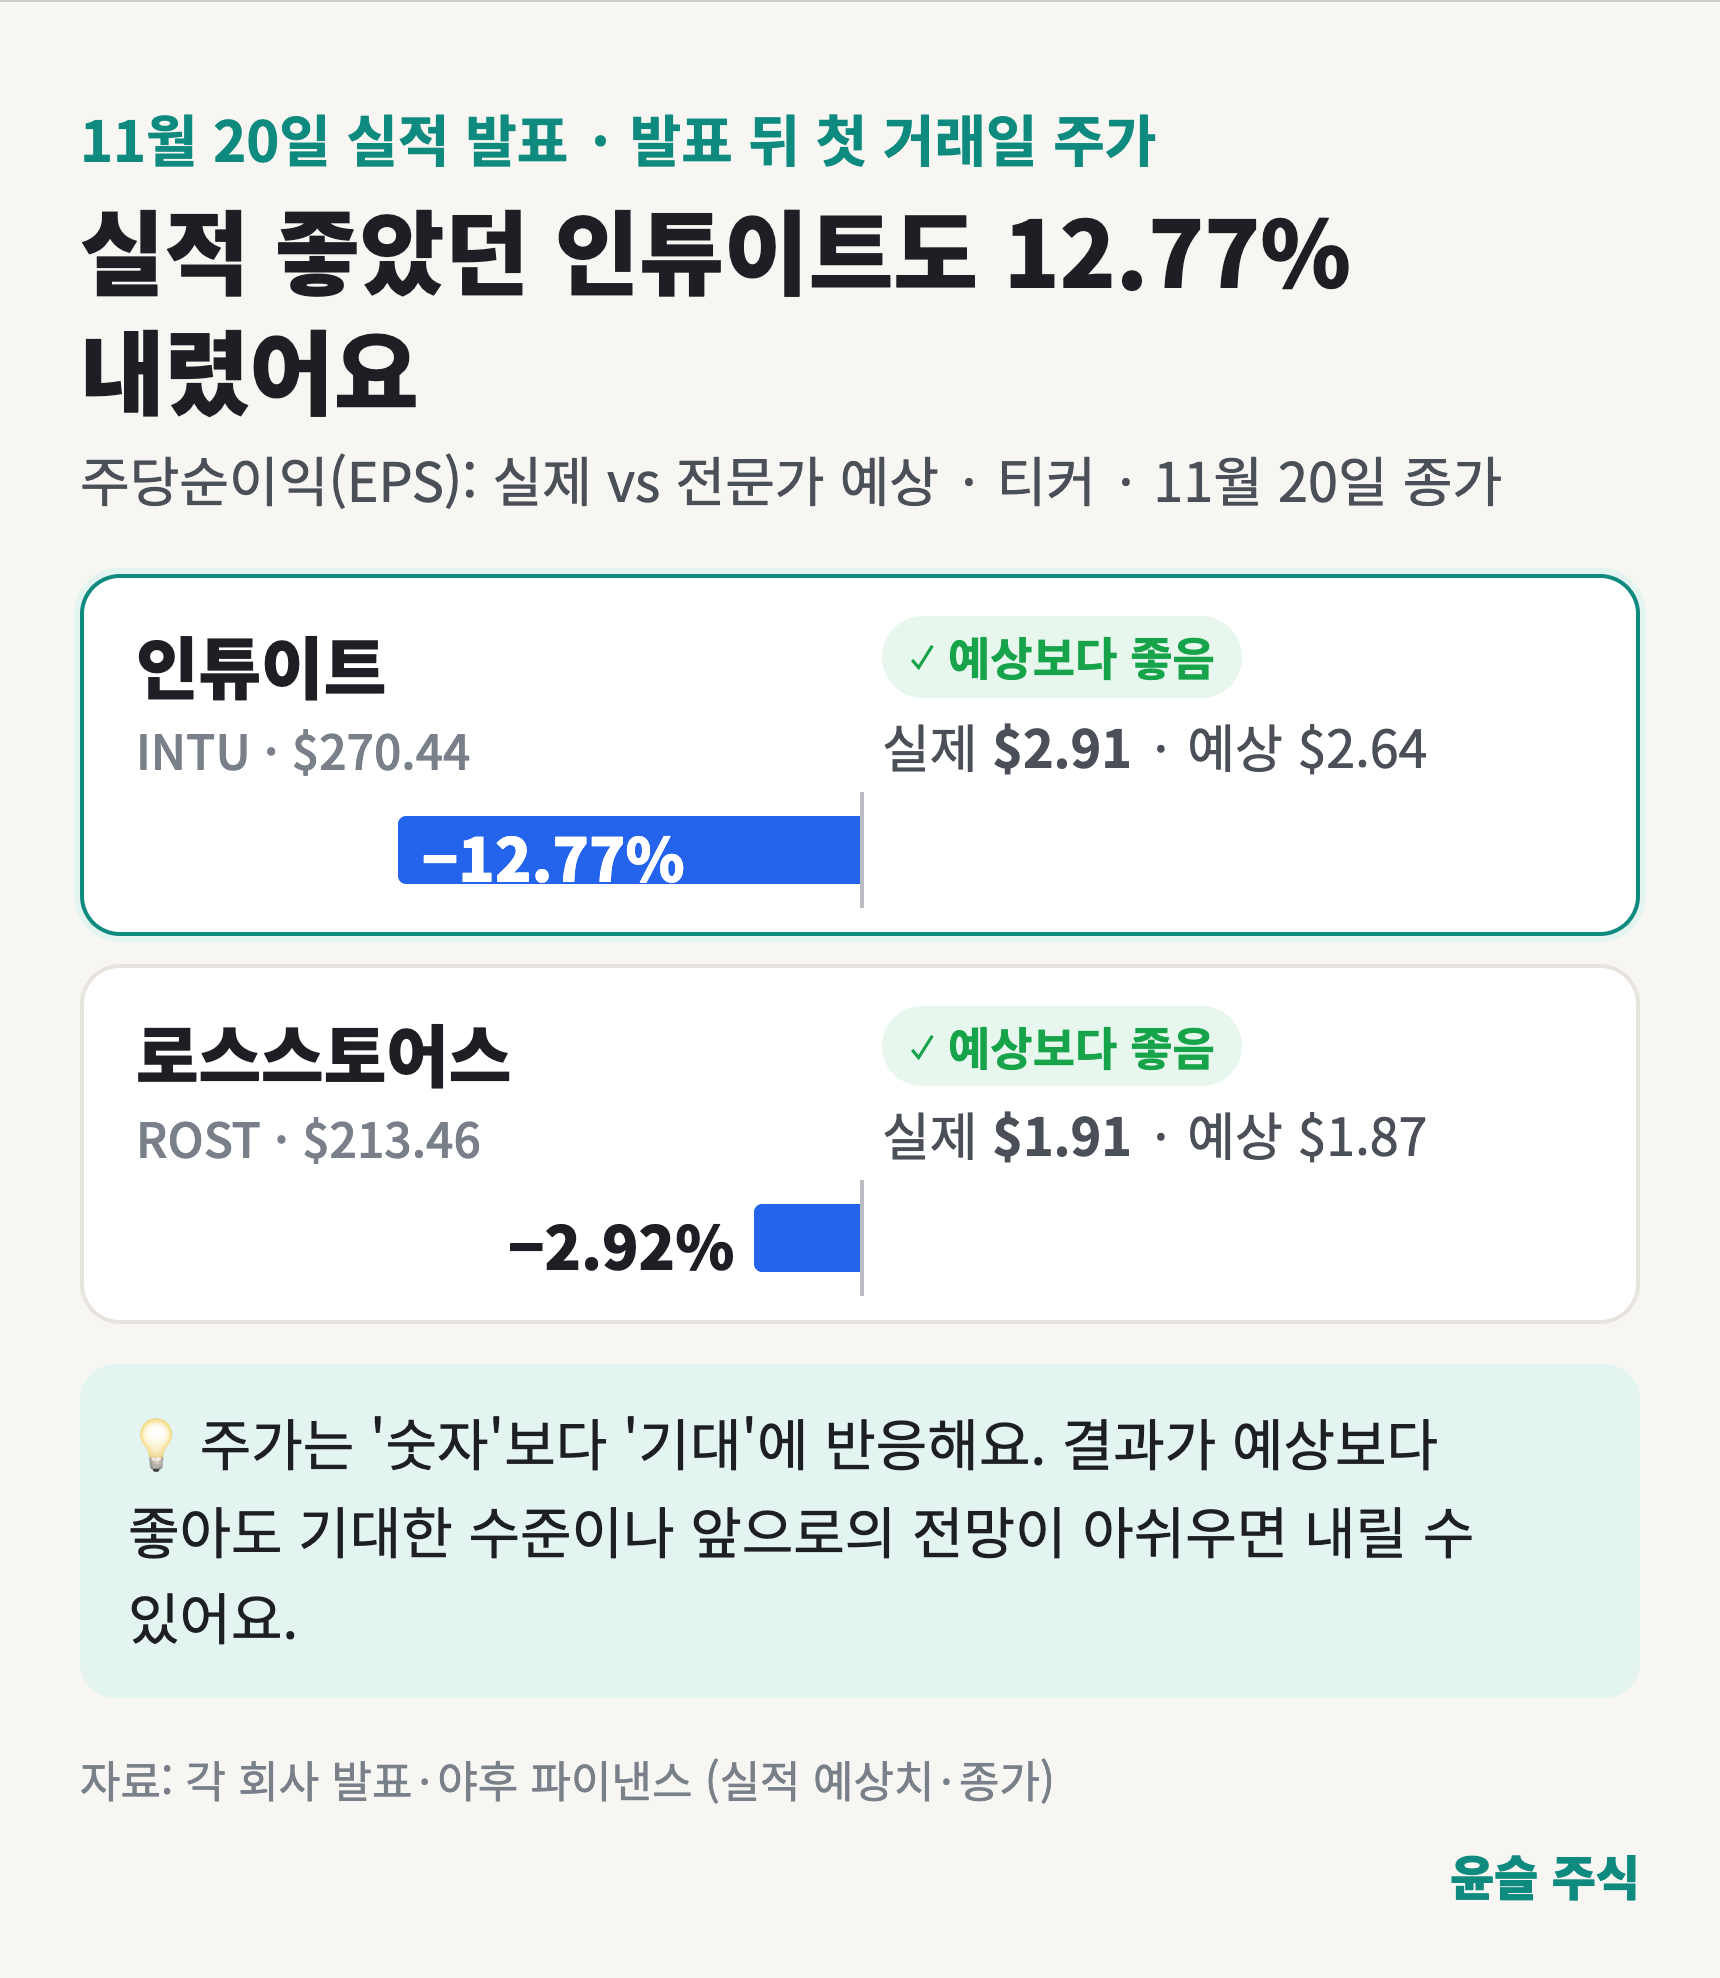 11월 20일 실적 발표 · 발표 뒤 첫 거래일 주가
실적 좋았던 인튜이트도 12.77%
내렸어요
주당순이익(EPS): 실제 vs 전문가 예상 · 티커 · 11월 20일 종가
인튜이트
✓ 예상보다 좋음
INTU · $270.44
실제 $2.91 · 예상 $2.64
−12.77%
로스스토어스
✓ 예상보다 좋음
ROST · $213.46
실제 $1.91 · 예상 $1.87
−2.92%
💡 주가는 '숫자'보다 '기대'에 반응해요. 결과가 예상보다
좋아도 기대한 수준이나 앞으로의 전망이 아쉬우면 내릴 수
있어요.
자료: 각 회사 발표·야후 파이낸스 (실적 예상치·종가)
윤슬 주식